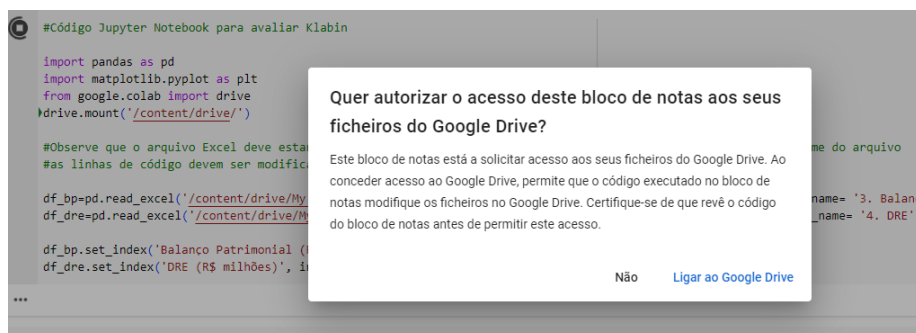 #Código Jupyter Notebook para avaliar Klabin
import pandas as pd
import matplotlib.pyplot as plt
from google.colab import drive
drive.mount('/content/drive/')
#Observe que o arquivo Excel deve
me do arquivo
#as linhas de código devem ser
df_bp=pd.read_excel('/content/drive/My
name= '3.
df_dre=pd.read_excel('/content/drive/
_name= '4. DRE'
df_bp.set_index('Balanço Patrimonial (
df_dre.set_index('DRE (R$ milhões)',
Quer autorizar o acesso deste bloco de notas aos seus
ficheiros do Google Drive?
Este bloco de notas está a solicitar acesso aos seus ficheiros do Google Drive. Ao
conceder acesso ao Google Drive, permite que o código executado no bloco de
notas modifique os ficheiros no Google Drive. Certifique-se de que revê o código
do bloco de notas antes de permitir este acesso.
Não
Ligar ao Google Drive